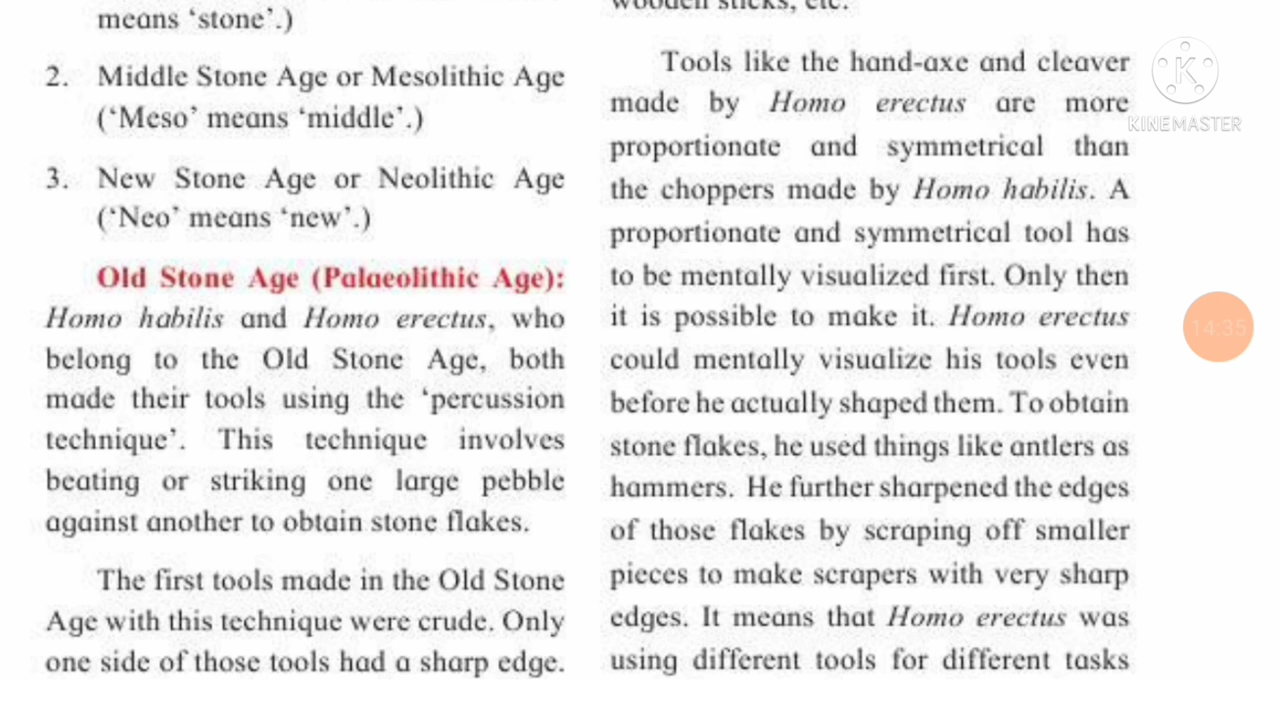 means ‘stone’.)
2. Middle Stone Age or Mesolithic Age
(‘Meso’ means ‘middle’.)
3. New Stone Age or Neolithic Age
(‘Neo’ means ‘new’.)
Old Stone Age (Palaeolithic Age):
Homo habilis and Homo erectus, who
belong to the Old Stone Age, both
made their tools using the ‘percussion
technique’. This technique involves
beating or striking one large pebble
against another to obtain stone flakes.
The first tools made in the Old Stone
Age with this technique were crude. Only
one side of those tools had a sharp edge.
wooden sticks, etc.
Tools like the hand-axe and cleaver
made by Homo erectus are more
proportionate and symmetrical than
the choppers made by Homo habilis. A
proportionate and symmetrical tool has
to be mentally visualized first. Only then
it is possible to make it. Homo erectus
could mentally visualize his tools even
before he actually shaped them. To obtain
stone flakes, he used things like antlers as
hammers. He further sharpened the edges
of those flakes by scraping off smaller
pieces to make scrapers with very sharp
edges. It means that Homo erectus was
using different tools for different tasks
K
KINEMASTER
14:35